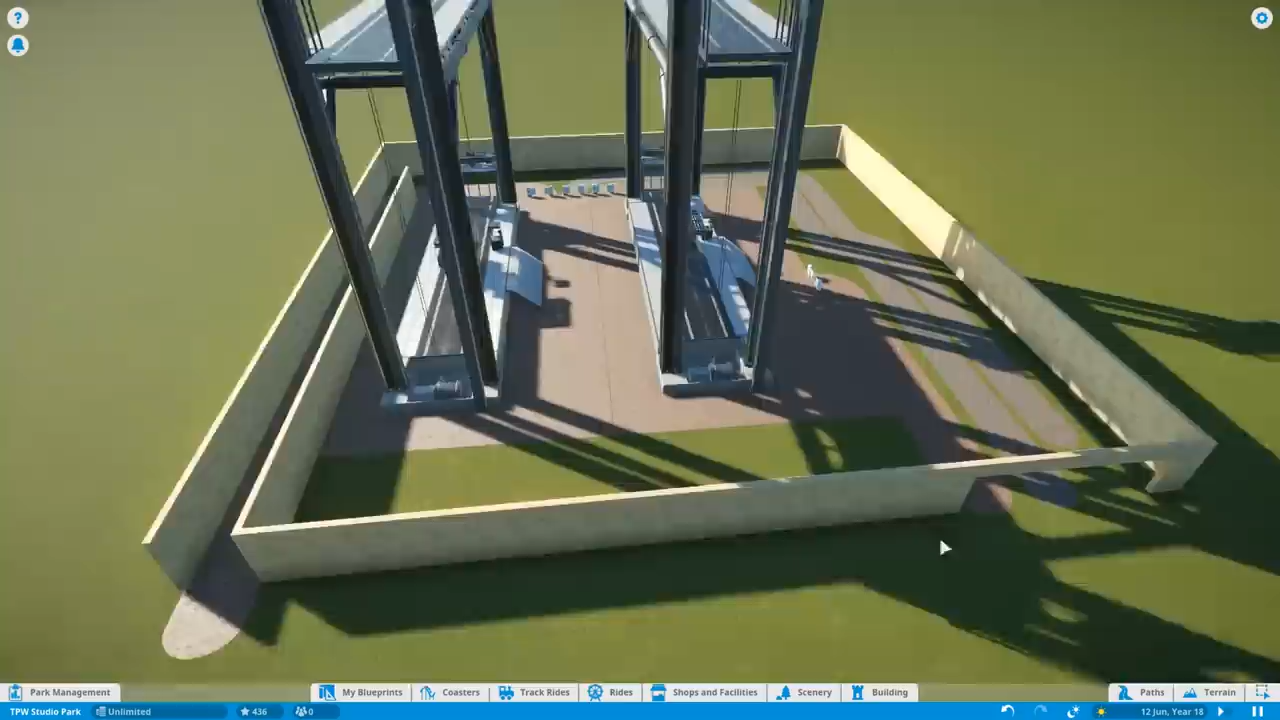 ?
Park Management
My Blueprints
Coasters
Track Rides
Rides
Shops and Facilities
Scenery
Building
Paths
Terrain
TPW Studio Park
Unlimited
436
0
12 Jun, Year 18